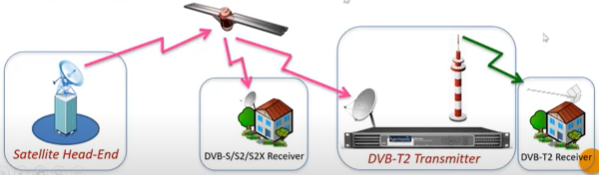 Satellite Head-End
DVB-S/S2/S2X Receiver
DVB-T2 Transmitter
DVB-T2 Receiver